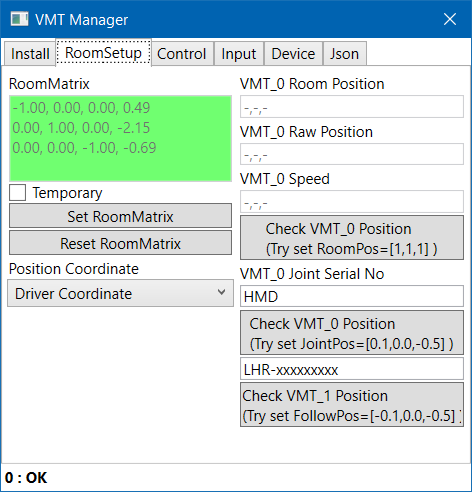 VMT Manager
Install RoomSetup Control Input Device Json
RoomMatrix
-1.00, 0.00, 0.00, 0.49
0.00, 1.00, 0.00, -2.15
0.00, 0.00, -1.00, -0.69
Temporary
Set RoomMatrix
Reset RoomMatrix
Position Coordinate
Driver Coordinate
VMT_0 Room Position
-,-,-
VMT_0 Raw Position
-,-,-
VMT_0 Speed
-,-,-
Check VMT_0 Position
(Try set RoomPos=[1,1,1] )
VMT_0 Joint Serial No
HMD
Check VMT_0 Position
(Try set JointPos=[0.1,0.0,-0.5] )
LHR-xxxxxxxxx
Check VMT_1 Position
(Try set FollowPos=[-0.1,0.0,-0.5] )
0 : OK